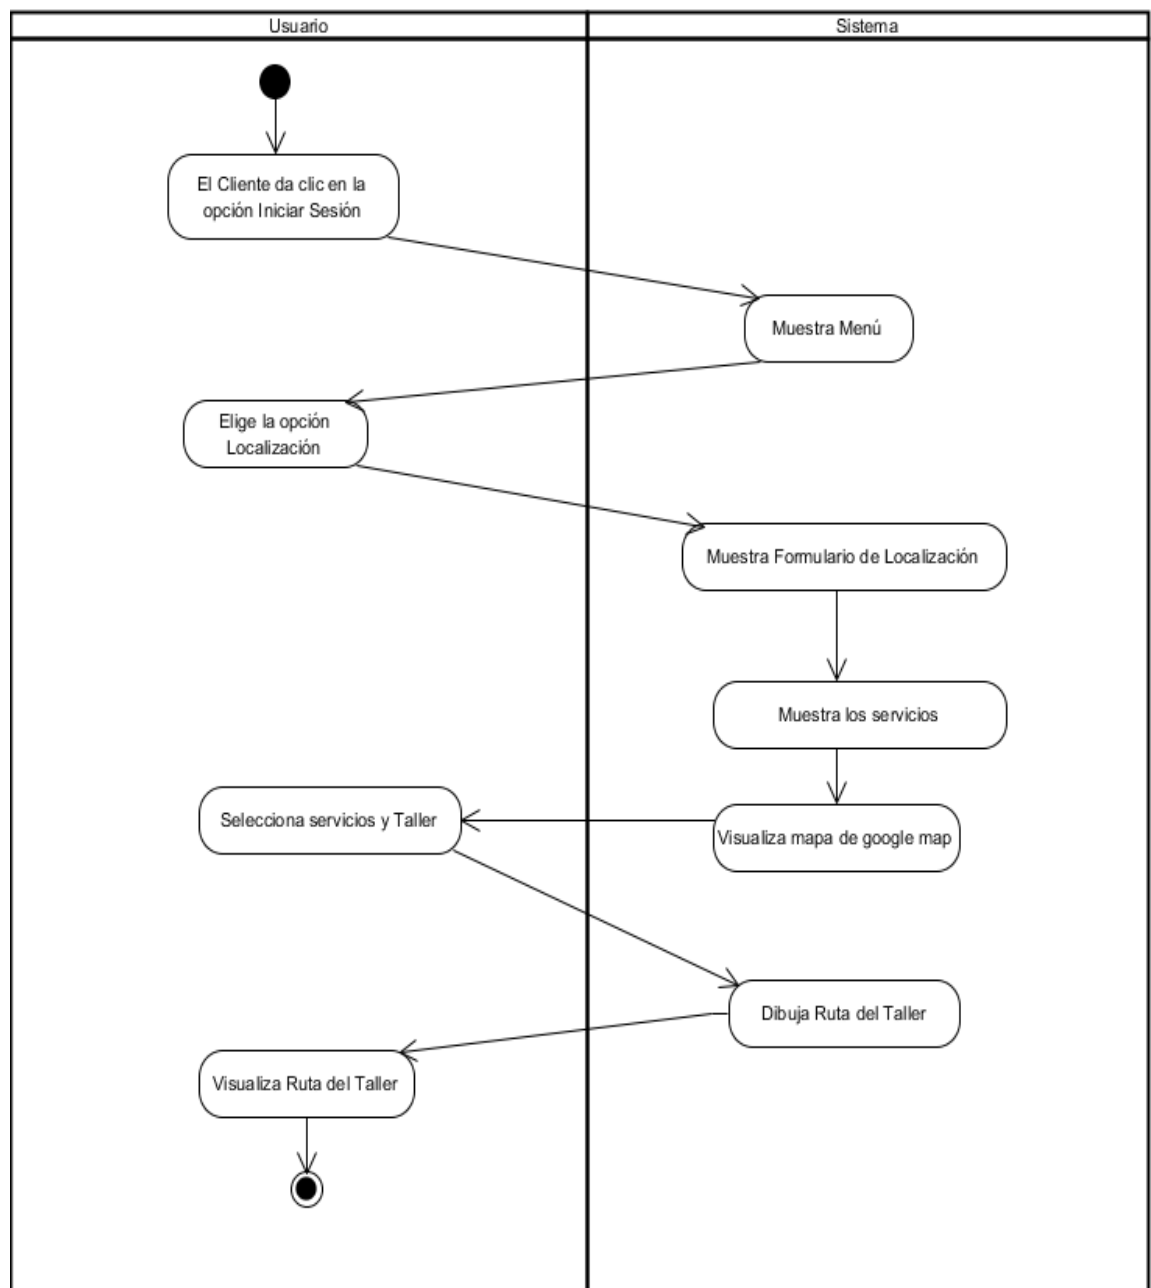 Usuario
Sistema
El Cliente da clic en la
opción Iniciar Sesión
Muestra Menú
Elige la opción
Localización
Muestra Formulario de Localización
Muestra los servicios
Selecciona servicios y Taller
Visualiza mapa de google map
Dibuja Ruta del Taller
Visualiza Ruta del Taller